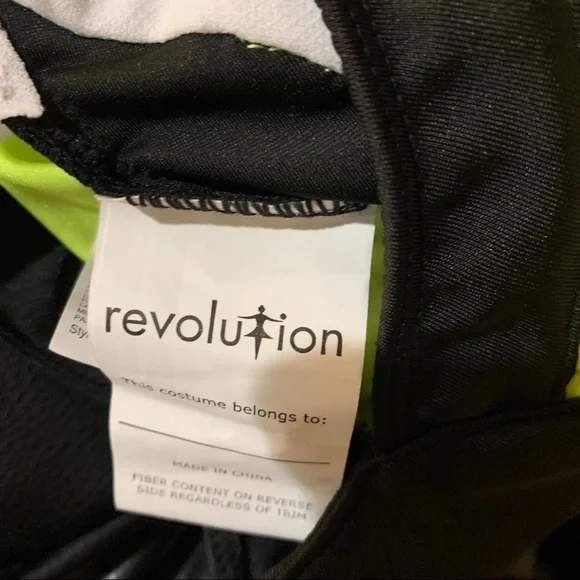 revolution
This costume belongs to:
MADE IN CHINA
FIBER CONTENT ON REVERSE
SIDE REGARDLESS OF TRIM